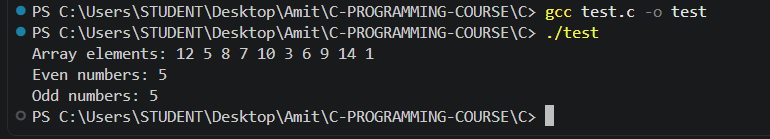 PS C:\Users\STUDENT\Desktop\Amit\C-PROGRAMMING-COURSE\C> gcc test.c -o test
PS C:\Users\STUDENT\Desktop\Amit\C-PROGRAMMING-COURSE\C> ./test
Array elements: 12 5 8 7 10 3 6 9 14 1
Even numbers: 5
Odd numbers: 5
PS C:\Users\STUDENT\Desktop\Amit\C-PROGRAMMING-COURSE\C>